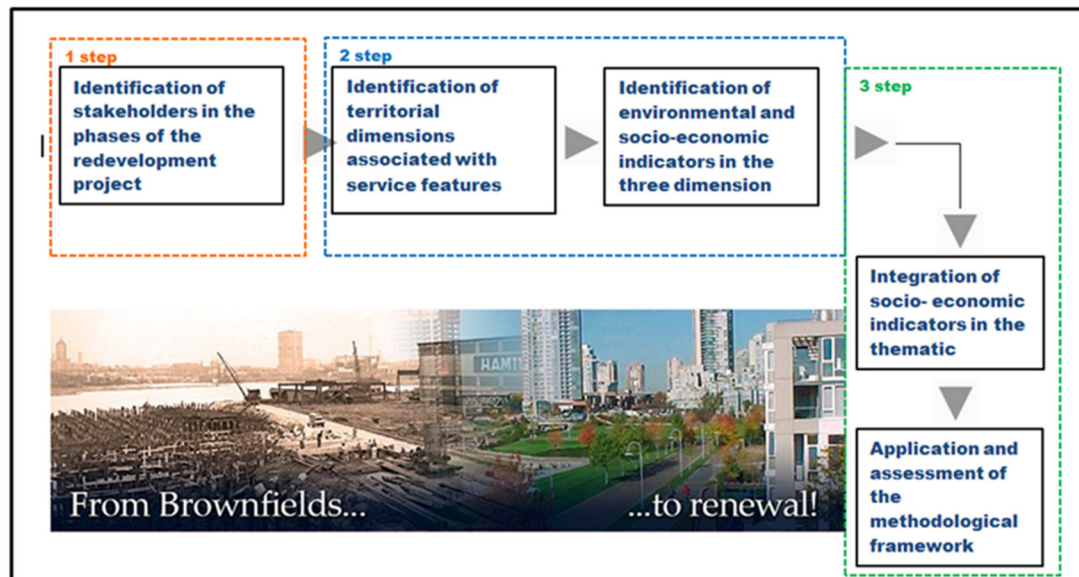 1 step
Identification of
stakeholders in the
phases of the
redevelopment
project
2 step
Identification of
territorial
dimensions
associated with
service features
Identification of
environmental and
socio-economic
indicators in the
three dimension
3 step
Integration of
socio- economic
indicators in the
thematic
Application and
assessment of
the
methodological
framework
HAMIL
From Brownfields...
...to renewal!